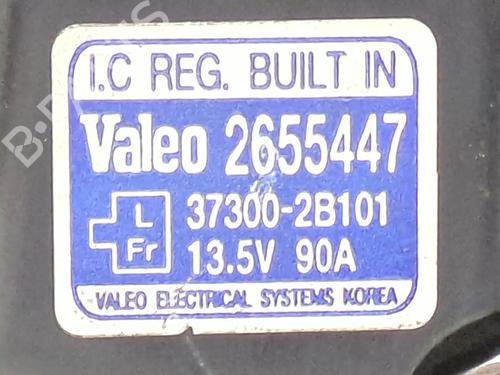 I.C REG. BUILT IN
Valeo 2655447
L
Fr
37300-2B101
13.5V 90A
VALEO ELECTRICAL SYSTEMS KOREA